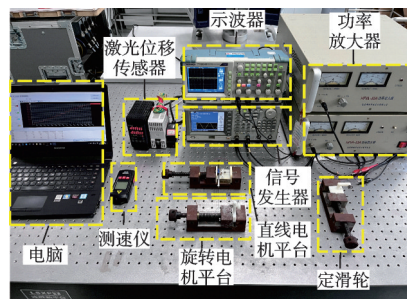 示波器
功率
放大器
激光位移
传感器
信号
发生器
直线电
机平台
电脑
测速仪
旋转电
机平台
定滑轮